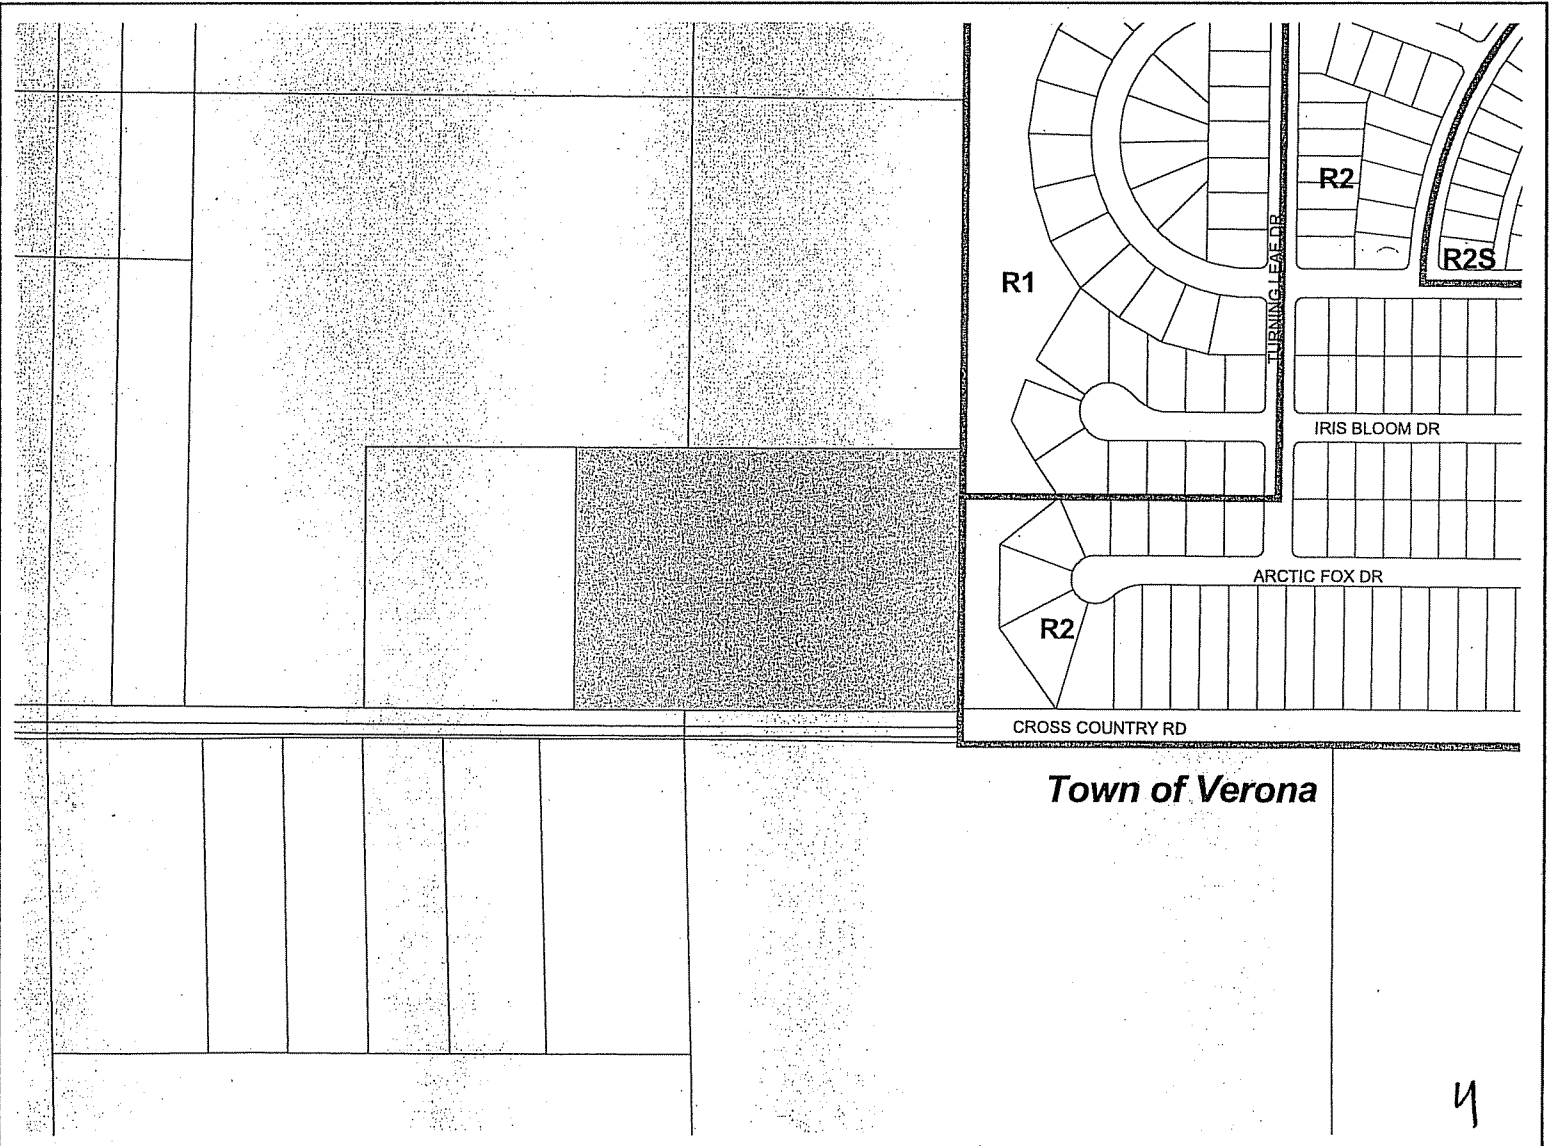 R2
R2S
R1
TURNING LEAF DR
IRIS BLOOM DR
ARCTIC FOX DR
R2
CROSS COUNTRY RD
Town of Verona